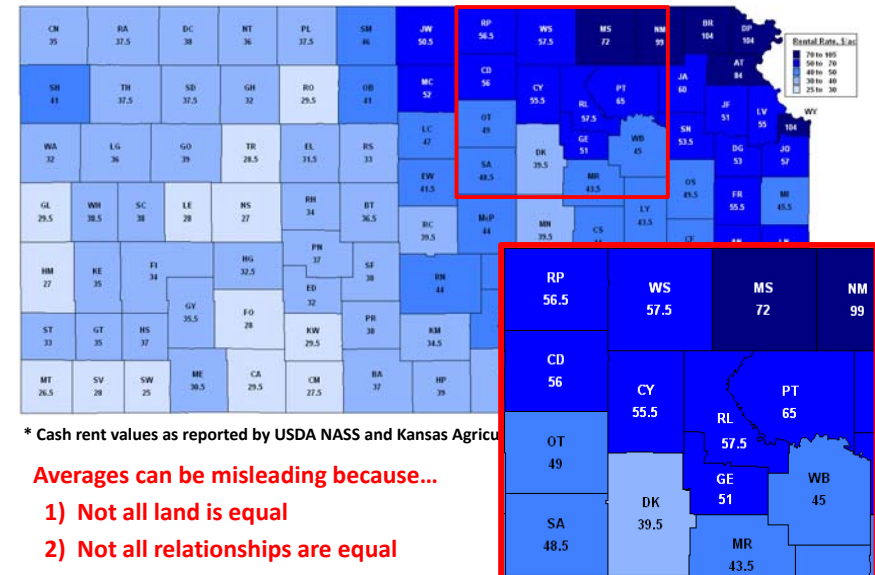 CN RA DC NT PL SM JW RP WS MS NM BR DP
35 37.5 38 36 37.5 46 50.5 56.5 57.5 72 99 104 104
Rental Rate, $/ac
70 to 105
50 to 70
40 to 50
30 to 40
25 to 30
SH TH SD GH RO OB MC CD CY RL PT JA AT
41 37.5 37.5 32 29.5 41 52 56 55.5 57.5 65 60 84
WA LG GO TR EL RS LC OT GE WB SN JF LV WY
32 36 39 28.5 31.5 33 47 49 51 45 53.5 51 55 104
EW SA DK MR OS DG JO
41.5 48.5 39.5 43.5 49.5 53 57
GL WH SC LE NS RH BT RC McP MN CS LY CF FR MI
29.5 38.5 38 28 27 34 36.5 39.5 44 39.5 43.5 55.5 45.5
HM KE FI HG PN SF RN
27 35 34 32.5 37 38 44
GY FO ED
35.5 28 32
ST GT HS KW PR KM
33 35 37 29.5 38 34.5
MT SV SW ME CA CM BA HP
26.5 28 25 30.5 29.5 27.5 37 39
RP WS MS NM
56.5 57.5 72 99
CD CY RL PT
56 55.5 57.5 65
OT GE WB
49 51 45
SA DK MR
48.5 39.5 43.5
* Cash rent values as reported by USDA NASS and Kansas
Averages can be misleading because…
1) Not all land is equal
2) Not all relationships are equal